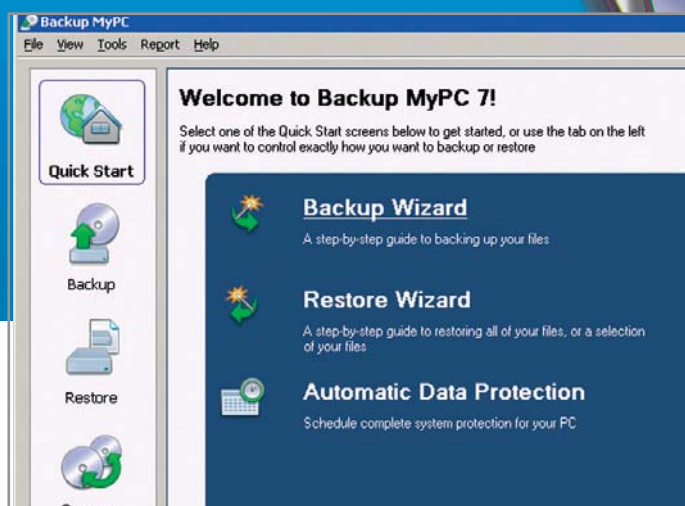 Backup MyPC
File View Tools Report Help
Quick Start
Backup
Restore
Welcome to Backup MyPC 7!
Select one of the Quick Start screens below to get started, or use the tab on the left
if you want to control exactly how you want to backup or restore
Backup Wizard
A step-by-step guide to backing up your files
Restore Wizard
A step-by-step guide to restoring all of your files, or a selection
of your files
Automatic Data Protection
Schedule complete system protection for your PC